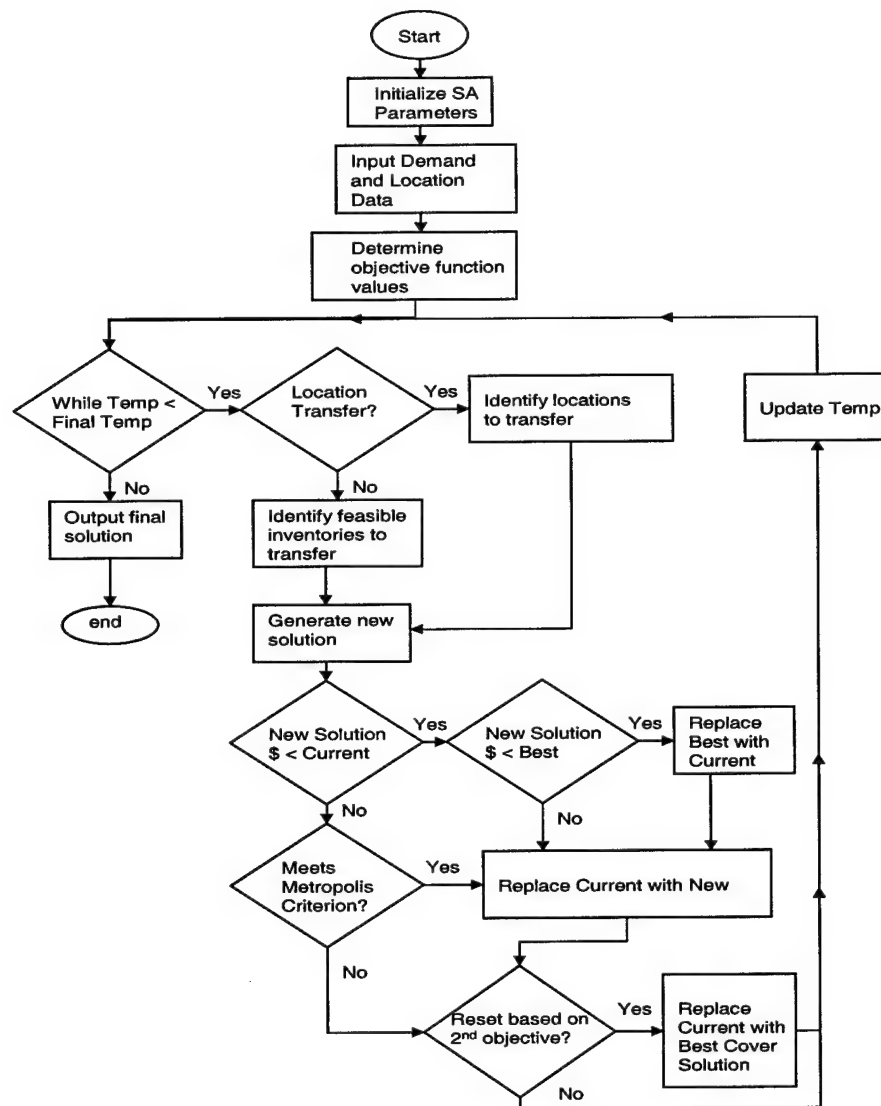 Start
Initialize SA
Parameters
Input Demand
and Location
Data
Determine
objective function
values
While Temp <
Final Temp
Yes
Location
Transfer?
Yes
Identify locations
to transfer
Update Temp
No
No
Output final
solution
Identify feasible
inventories to
transfer
end
Generate new
solution
New Solution
$ < Current
Yes
New Solution
$ < Best
Yes
Replace
Best with
Current
No
No
Meets
Metropolis
Criterion?
Yes
Replace Current with New
No
Reset based on
2nd objective?
Yes
Replace
Current with
Best Cover
Solution
No